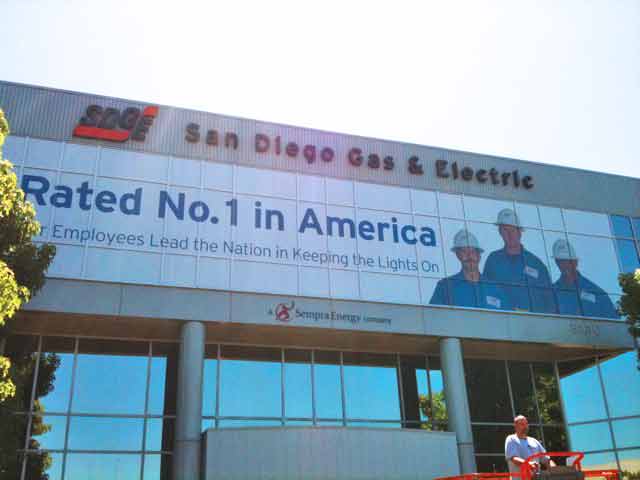 SDGE San Diego Gas & Electric
Rated No.1 in America
Employees Lead the Nation in Keeping the Lights On
A Sempra Energy company